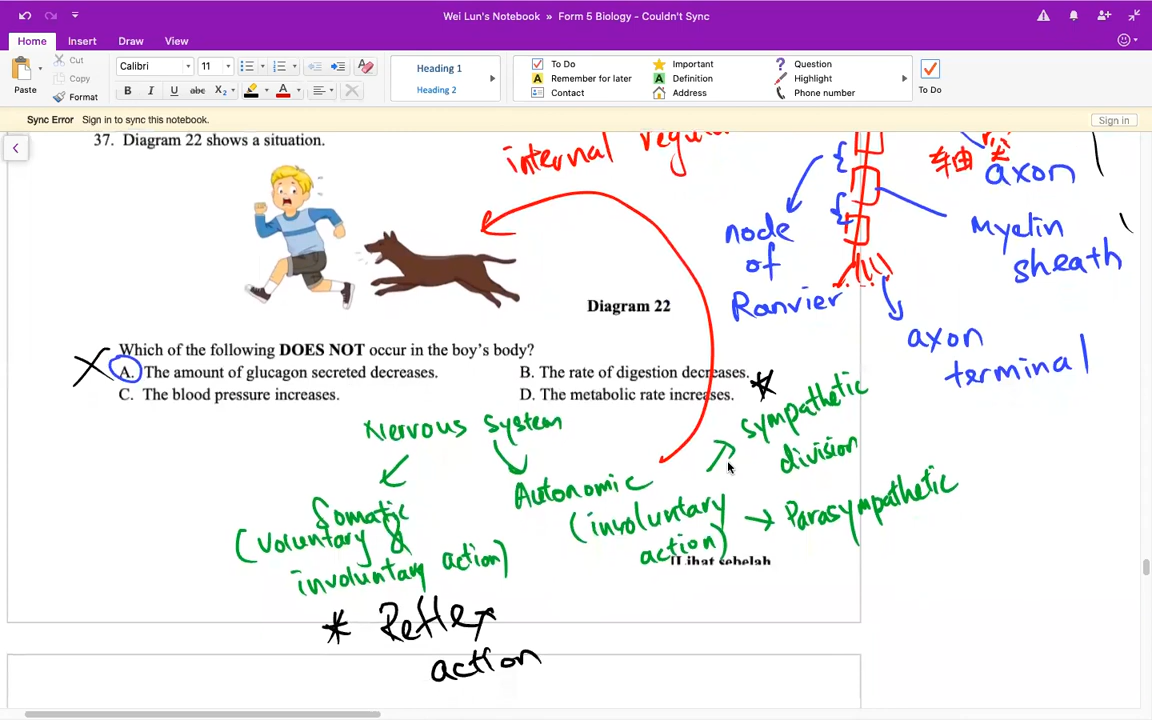 Wei Lun's Notebook » Form 5 Biology - Couldn't Sync
Home Insert Draw View
Paste
Cut
Copy
Format
Calibri 11
B I U abc X₂ A
Heading 1
Heading 2
To Do
Remember for later
Contact
Important
Definition
Address
Question
Highlight
Phone number
To Do
Sync Error Sign in to sync this notebook.
Sign in
37. Diagram 22 shows a situation.
internal
轴突
axon
node
of
Ranvier
Myelin
sheath
axon
terminal
Diagram 22
Which of the following DOES NOT occur in the boy's body?
A. The amount of glucagon secreted decreases.
B. The rate of digestion decreases.
C. The blood pressure increases.
D. The metabolic rate increases.
Nervous system
Somatic
(voluntary &
involuntary action)
* Reflex
action
Autonomic
(involuntary
action)
* sympathetic
division
Parasympathetic
[Lihat sebelah